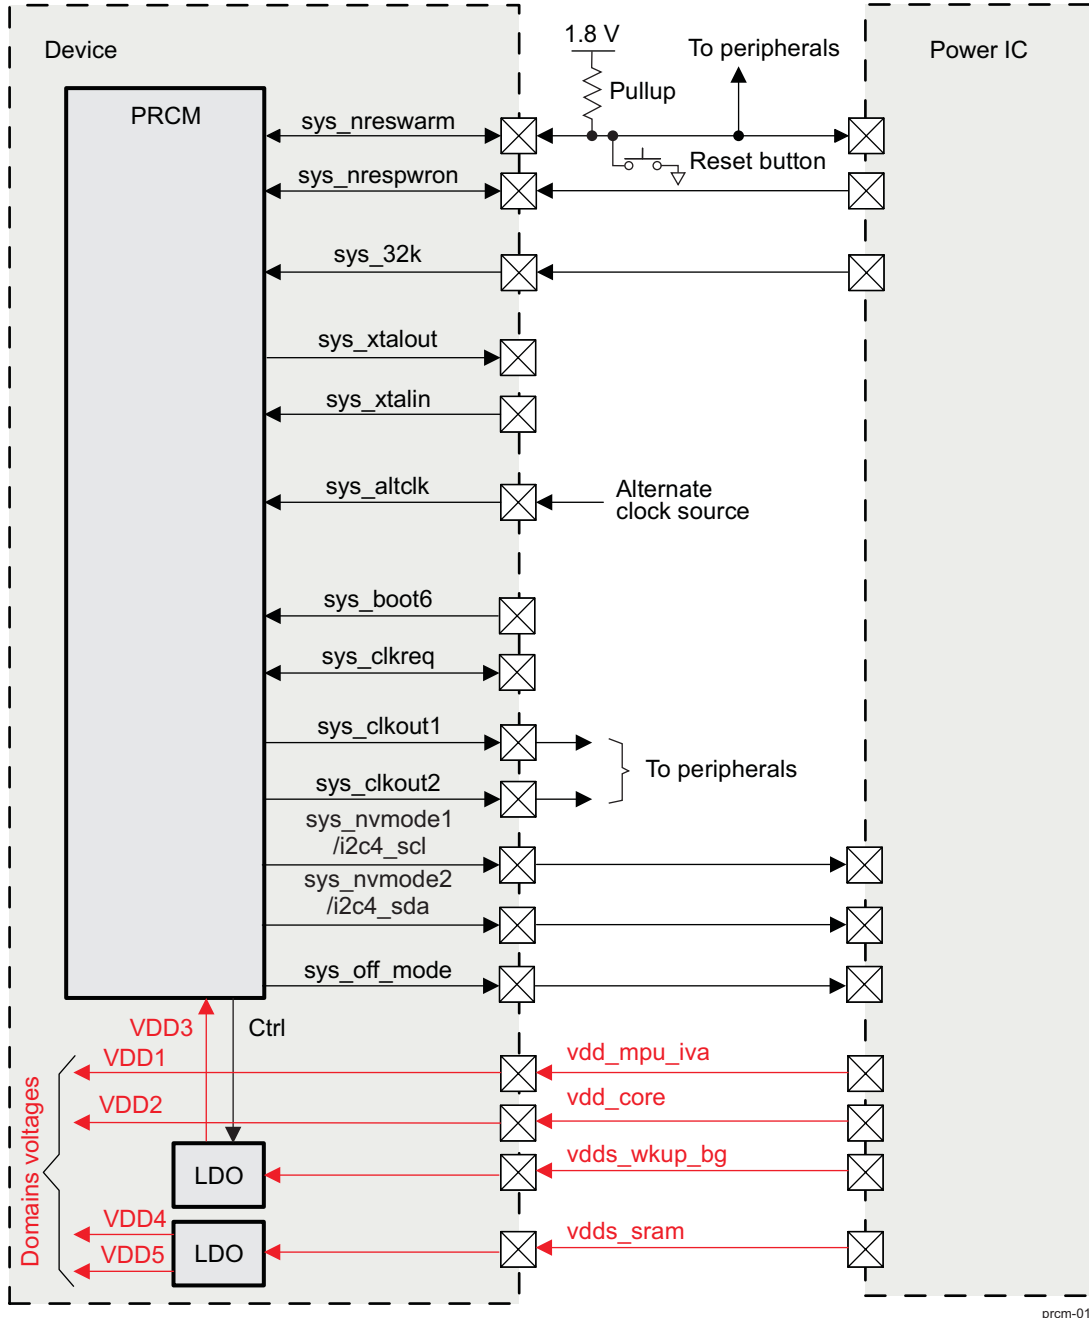 Device
1.8 V
To peripherals
Power IC
PRCM
Pullup
sys_nreswarm
Reset button
sys_nrespwron
sys_32k
sys_xtalout
sys_xtalin
sys_altclk
Alternate
clock source
sys_boot6
sys_clkreq
sys_clkout1
To peripherals
sys_clkout2
sys_nvmode1
/i2c4_scl
sys_nvmode2
/i2c4_sda
sys_off_mode
VDD3
Ctrl
VDD1
vdd_mpu_iva
VDD2
vdd_core
Domains voltages
LDO
vdds_wkup_bg
VDD4
VDD5
LDO
vdds_sram
prcm-01